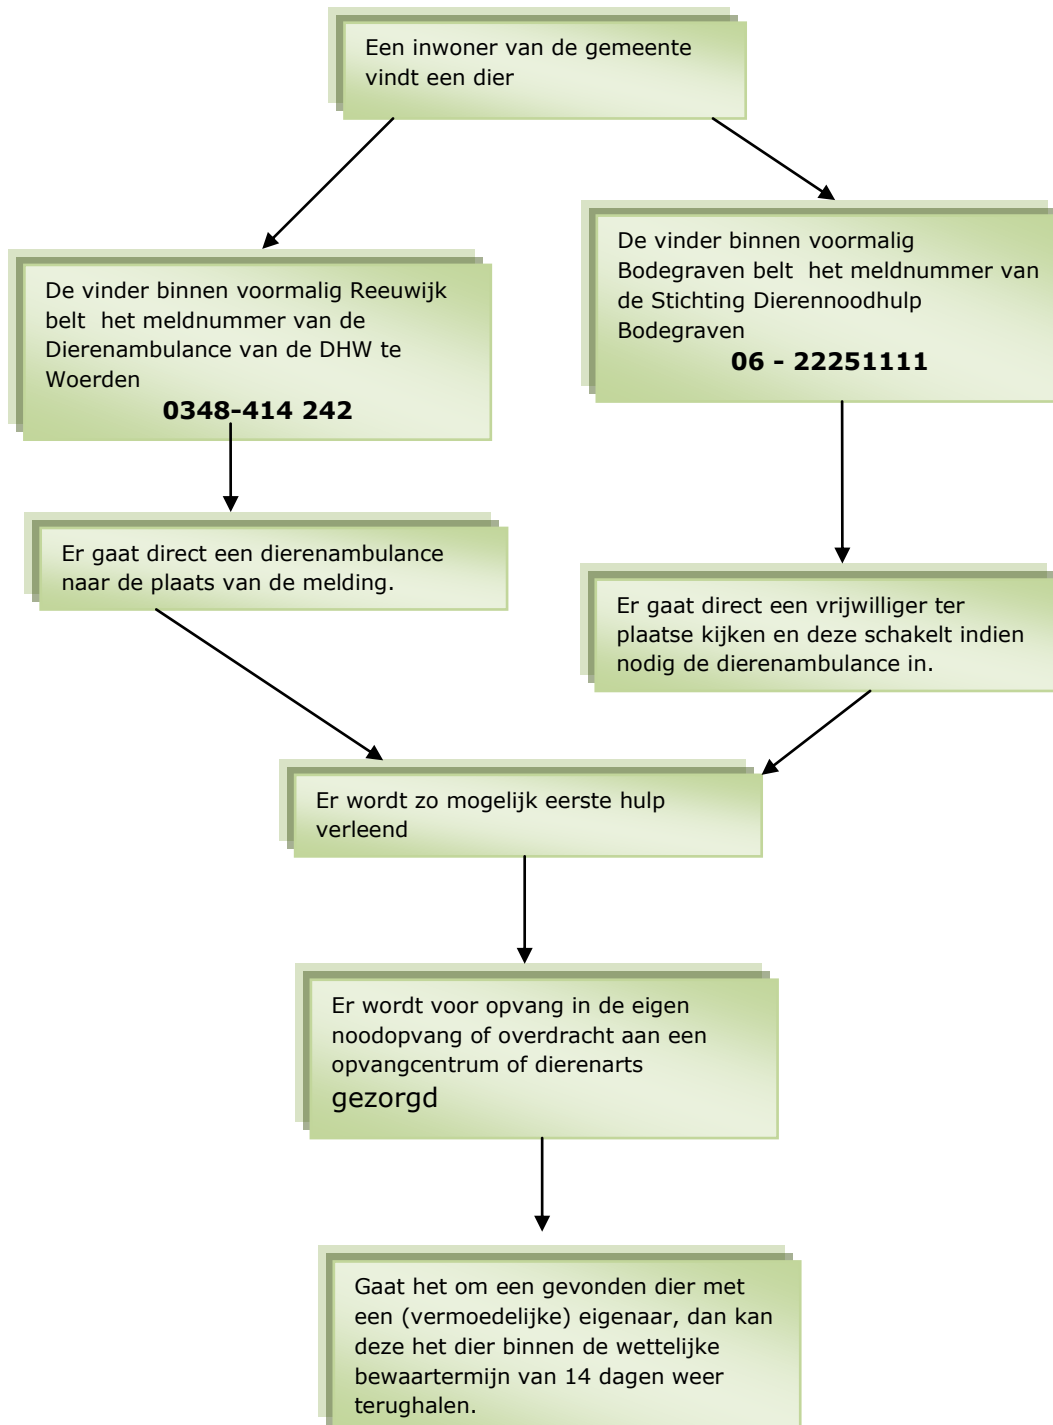 Een inwoner van de gemeente
vindt een dier
De vinder binnen voormalig Reeuwijk
belt  het meldnummer van de
Dierenambulance van de DHW te
Woerden
0348-414 242
De vinder binnen voormalig
Bodegraven belt  het meldnummer van
de Stichting Dierennoodhulp
Bodegraven
06 - 22251111
Er gaat direct een dierenambulance
naar de plaats van de melding.
Er gaat direct een vrijwilliger ter
plaatse kijken en deze schakelt indien
nodig de dierenambulance in.
Er wordt zo mogelijk eerste hulp
verleend
Er wordt voor opvang in de eigen
noodopvang of overdracht aan een
opvangcentrum of dierenarts
gezorgd
Gaat het om een gevonden dier met
een (vermoedelijke) eigenaar, dan kan
deze het dier binnen de wettelijke
bewaartermijn van 14 dagen weer
terughalen.